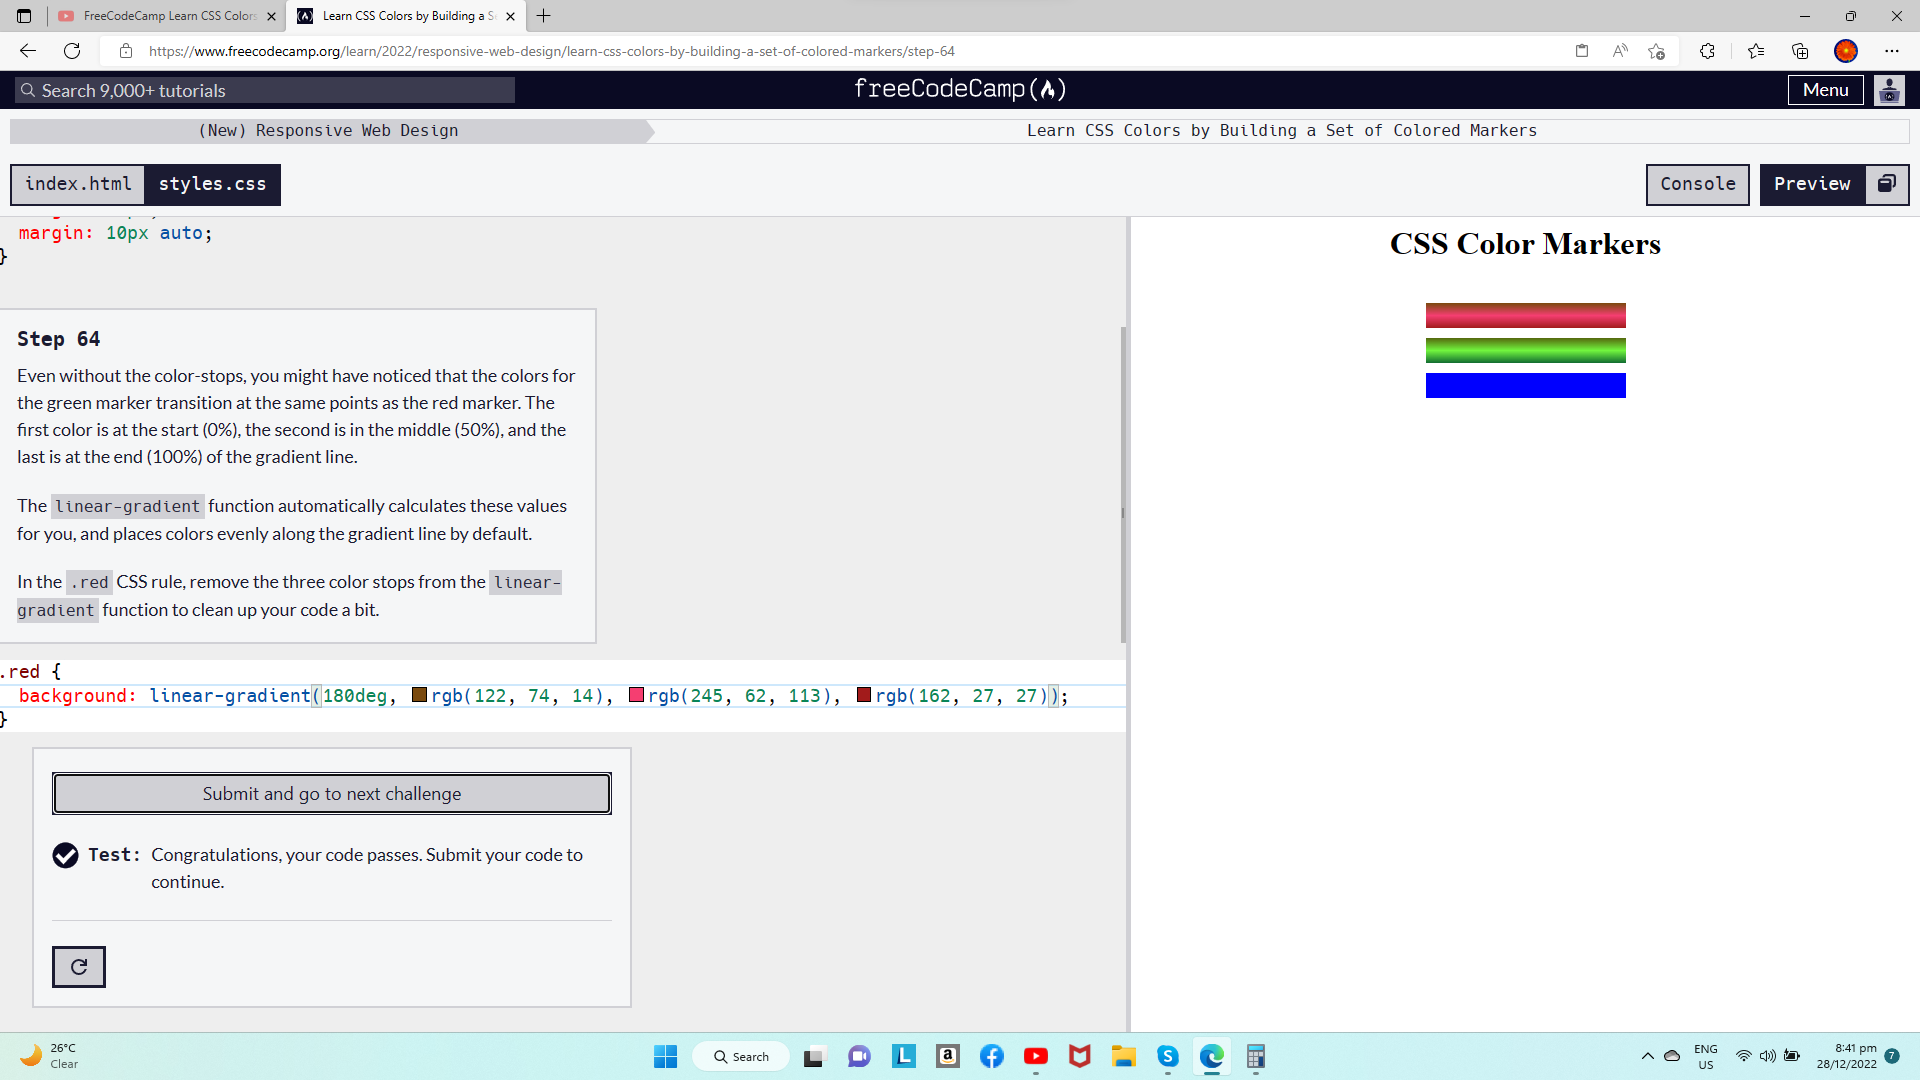 FreeCodeCamp Learn CSS Colors
Learn CSS Colors by Building a Se
https://www.freecodecamp.org/learn/2022/responsive-web-design/learn-css-colors-by-building-a-set-of-colored-markers/step-64
Search 9,000+ tutorials
freeCodeCamp
Menu
(New) Responsive Web Design
Learn CSS Colors by Building a Set of Colored Markers
index.html
styles.css
Console
Preview
margin: 10px auto;
}
CSS Color Markers
Step 64
Even without the color-stops, you might have noticed that the colors for
the green marker transition at the same points as the red marker. The
first color is at the start (0%), the second is in the middle (50%), and the
last is at the end (100%) of the gradient line.
The linear-gradient function automatically calculates these values
for you, and places colors evenly along the gradient line by default.
In the .red CSS rule, remove the three color stops from the linear-
gradient function to clean up your code a bit.
.red {
background: linear-gradient(180deg, rgb(122, 74, 14), rgb(245, 62, 113), rgb(162, 27, 27));
}
Submit and go to next challenge
Test: Congratulations, your code passes. Submit your code to
continue.
26°C
Clear
Search
ENG
US
8:41 pm
28/12/2022
7